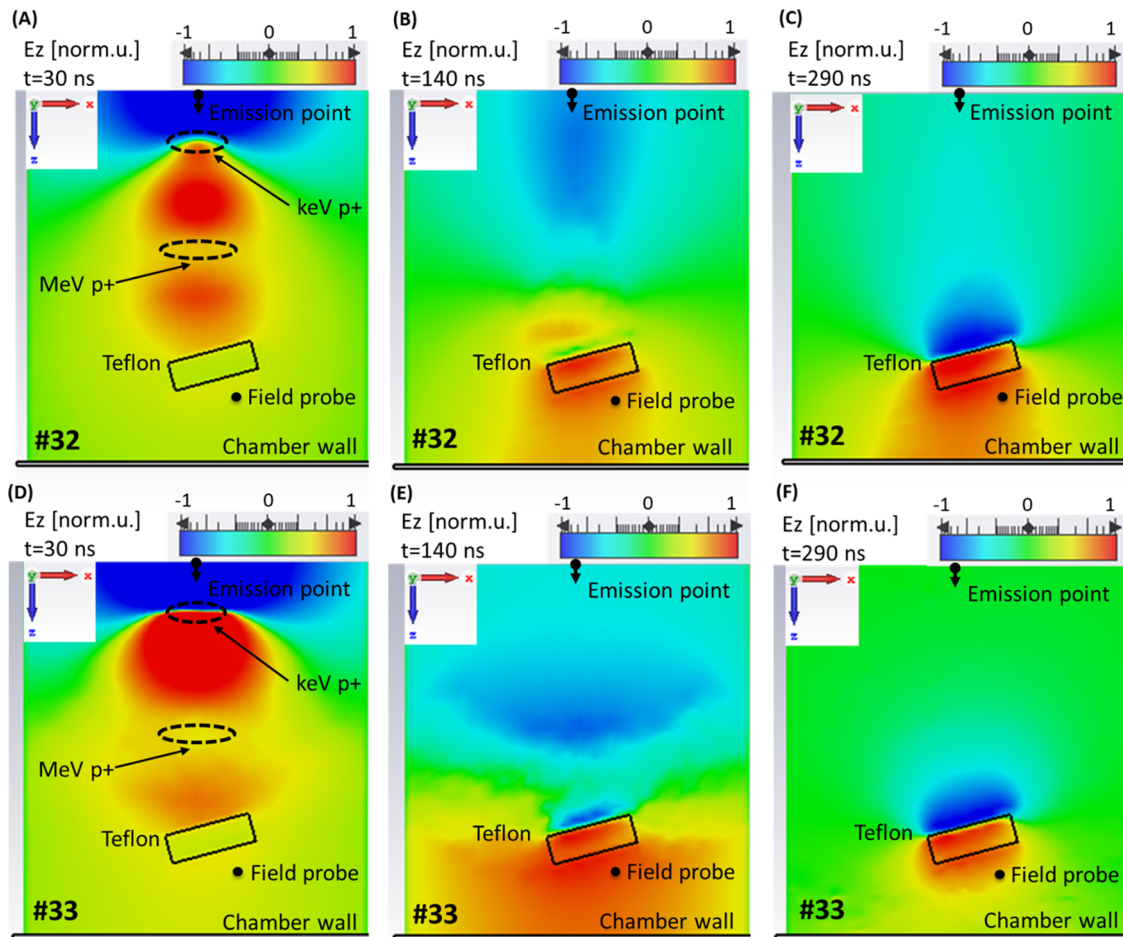 (A)
Ez [norm.u.]
t=30 ns
-1 0 1
y x
z
Emission point
keV p+
MeV p+
Teflon
Field probe
#32
Chamber wall
(B)
Ez [norm.u.]
t=140 ns
-1 0 1
y x
z
Emission point
Teflon
Field probe
#32
Chamber wall
(C)
Ez [norm.u.]
t=290 ns
-1 0 1
y x
z
Emission point
Teflon
Field probe
#32
Chamber wall
(D)
Ez [norm.u.]
t=30 ns
-1 0 1
y x
z
Emission point
keV p+
MeV p+
Teflon
Field probe
#33
Chamber wall
(E)
Ez [norm.u.]
t=140 ns
-1 0 1
y x
z
Emission point
Teflon
Field probe
#33
Chamber wall
(F)
Ez [norm.u.]
t=290 ns
-1 0 1
y x
z
Emission point
Teflon
Field probe
#33
Chamber wall